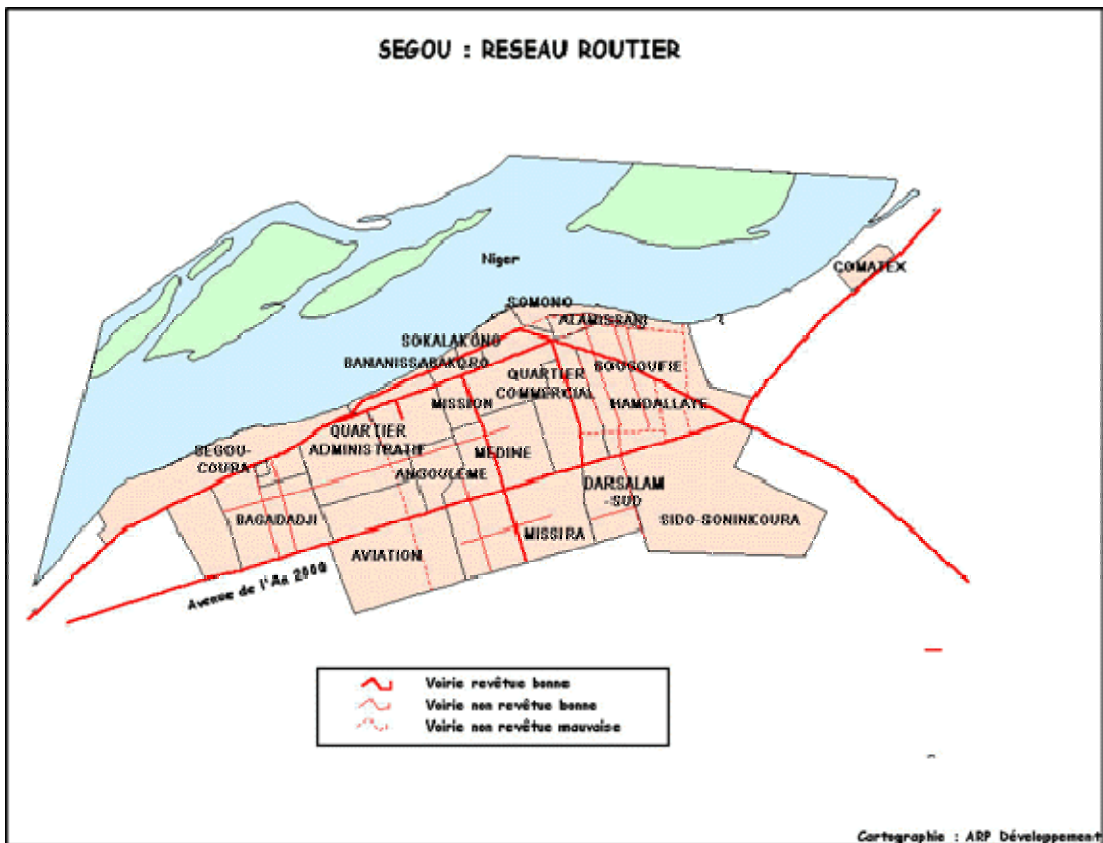 SEGOU : RESEAU ROUTIER
Niger
COMATEX
SOMONO
ALAMISSANI
SOKALAKONO
BANANISSABAKORO
QUARTIER
COMMERCIAL
BOUGOUFIE
MISSION
HAMDALLAYE
QUARTIER
ADMINISTRATIF
SEGOU-
COURA
MEDINE
ANGOULEME
DARSALAM
-SUD
BAGADADJI
SIDO-SONINKOURA
MISSIRA
AVIATION
Avenue de l'An 2000
Voirie revêtue bonne
Voirie non revêtue bonne
Voirie non revêtue mauvaise
Cartographie : ARP Développement